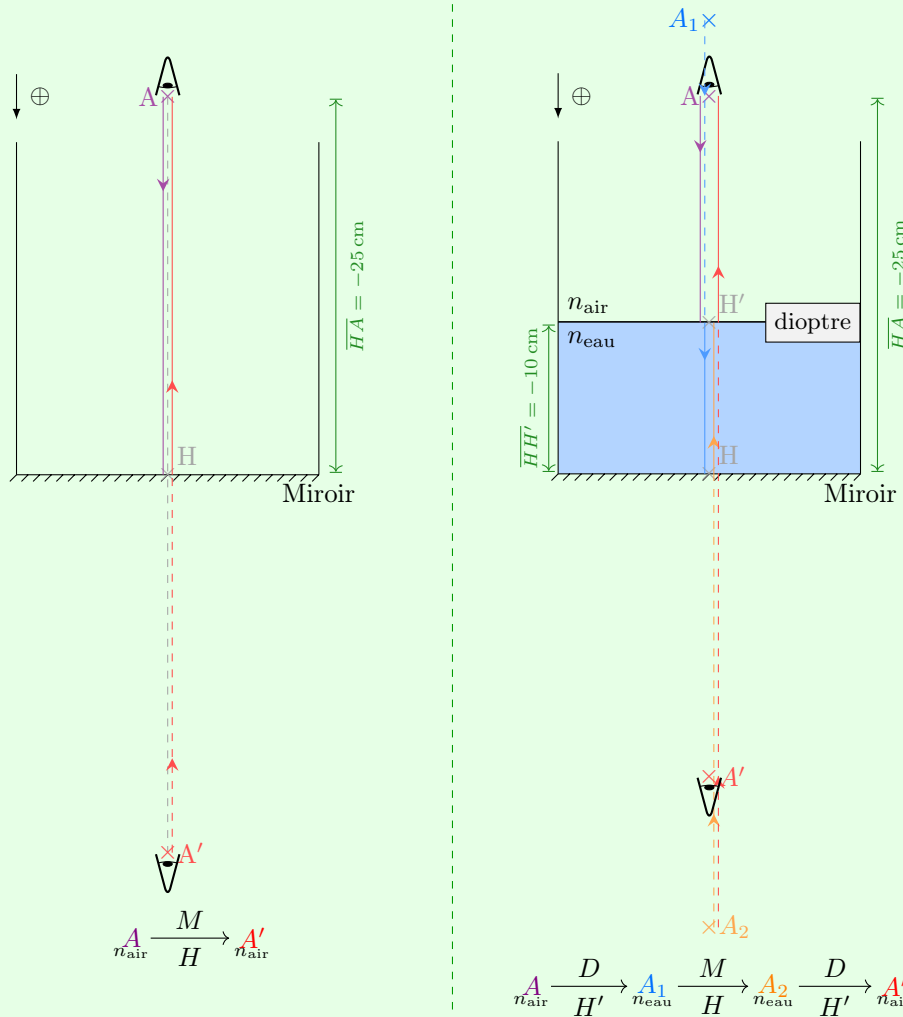 A₁
A
⊕
A
⊕
HA = −25 cm
HA = −25 cm
n_air
H′
dioptre
n_eau
HH′ = −10 cm
H
H
Miroir
Miroir
A′
A′
A₂
A n_air M H A′ n_air
A n_air D H′ A₁ n_eau M H A₂ n_eau D H′ A′ n_air